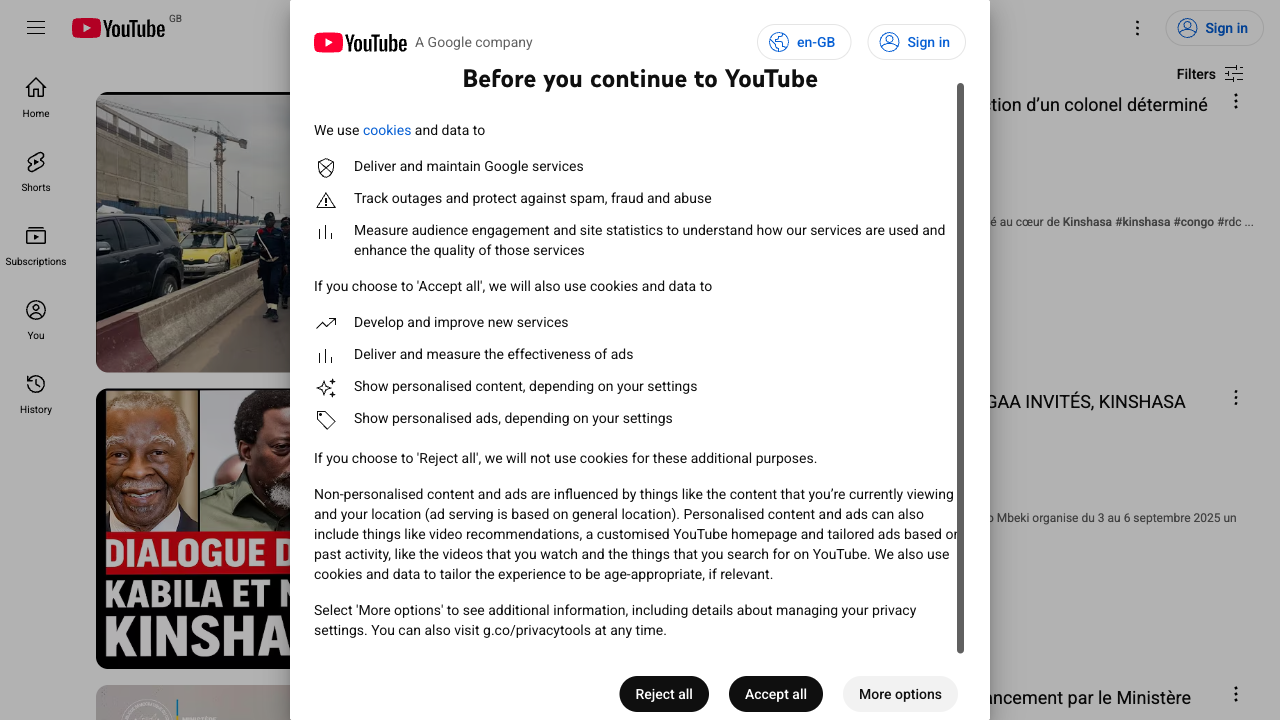 YouTube GB
Sign in
Home
Shorts
Subscriptions
You
History
Filters
YouTube A Google company
en-GB
Sign in
Before you continue to YouTube
We use cookies and data to
Deliver and maintain Google services
Track outages and protect against spam, fraud and abuse
Measure audience engagement and site statistics to understand how our services are used and
enhance the quality of those services
If you choose to 'Accept all', we will also use cookies and data to
Develop and improve new services
Deliver and measure the effectiveness of ads
Show personalised content, depending on your settings
Show personalised ads, depending on your settings
If you choose to 'Reject all', we will not use cookies for these additional purposes.
Non-personalised content and ads are influenced by things like the content that you’re currently viewing
and your location (ad serving is based on general location). Personalised content and ads can also
include things like video recommendations, a customised YouTube homepage and tailored ads based on
past activity, like the videos that you watch and the things that you search for on YouTube. We also use
cookies and data to tailor the experience to be age-appropriate, if relevant.
Select 'More options' to see additional information, including details about managing your privacy
settings. You can also visit g.co/privacytools at any time.
Reject all
Accept all
More options
ction d’un colonel déterminé
é au cœur de Kinshasa #kinshasa #congo #rdc ...
DIALOGUE D
KABILA ET
KINSHA
GAA INVITÉS, KINSHASA
Mbeki organise du 3 au 6 septembre 2025 un
ancement par le Ministère